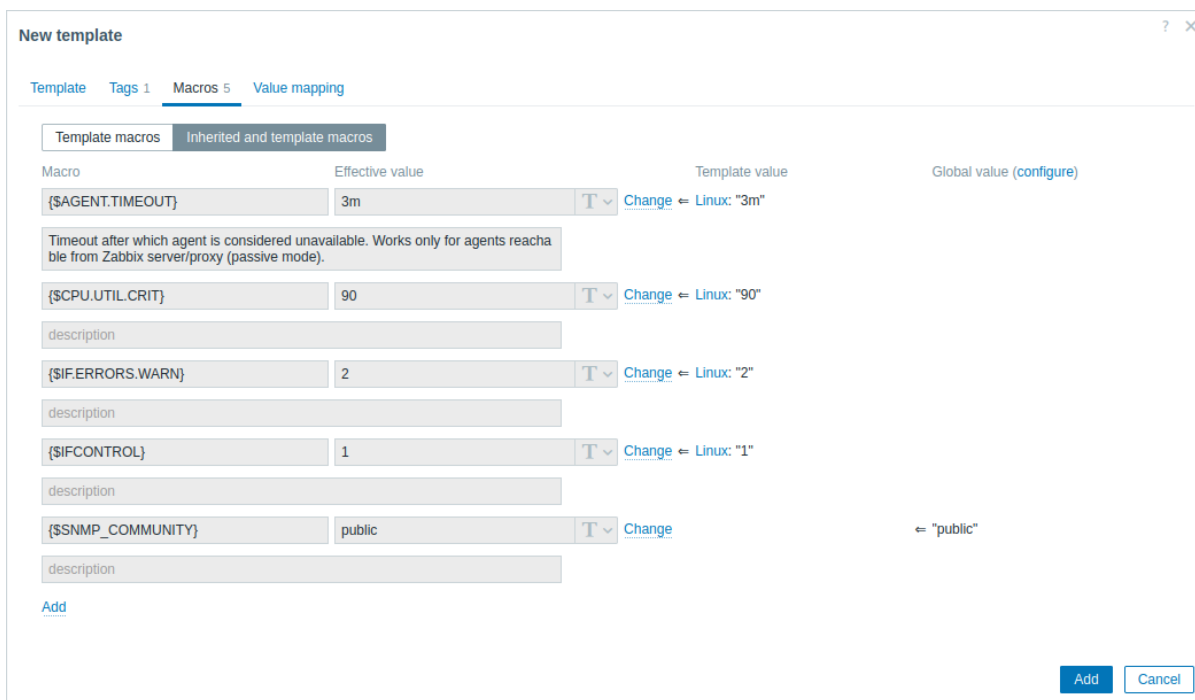 New template
?
Template Tags 1 Macros 5 Value mapping
Template macros Inherited and template macros
Macro Effective value Template value Global value (configure)
{$AGENT.TIMEOUT} 3m T Change ⇐ Linux: "3m"
Timeout after which agent is considered unavailable. Works only for agents reacha
ble from Zabbix server/proxy (passive mode).
{$CPU.UTIL.CRIT} 90 T Change ⇐ Linux: "90"
description
{$IF.ERRORS.WARN} 2 T Change ⇐ Linux: "2"
description
{$IFCONTROL} 1 T Change ⇐ Linux: "1"
description
{$SNMP_COMMUNITY} public T Change ⇐ "public"
description
Add
Add Cancel